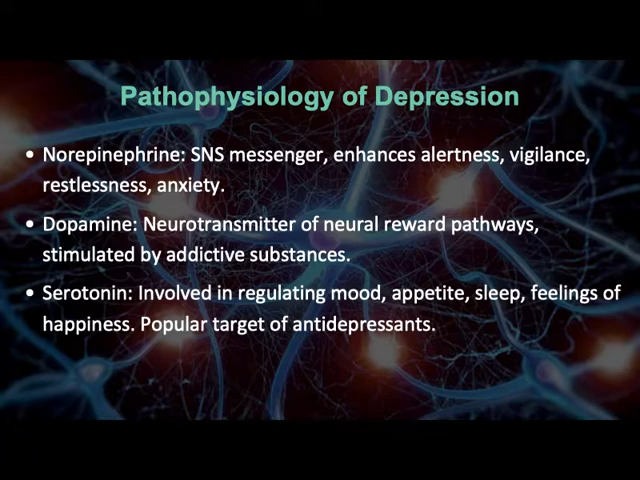 Pathophysiology of Depression
• Norepinephrine: SNS messenger, enhances alertness, vigilance,
restlessness, anxiety.
• Dopamine: Neurotransmitter of neural reward pathways,
stimulated by addictive substances.
• Serotonin: Involved in regulating mood, appetite, sleep, feelings of
happiness. Popular target of antidepressants.